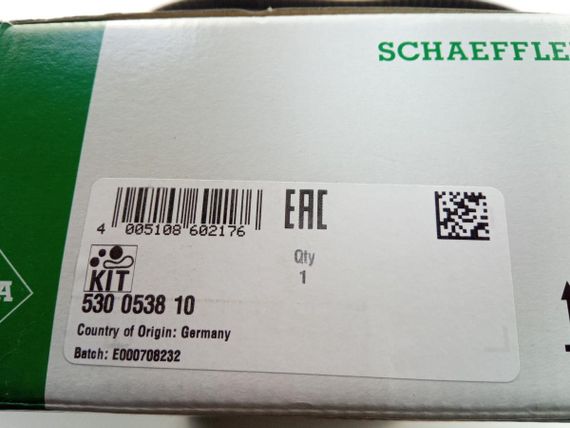 SCHAEFFLE
4 005108 602176
EAC
Qty
1
KIT
530 0538 10
Country of Origin: Germany
Batch: E000708232
A